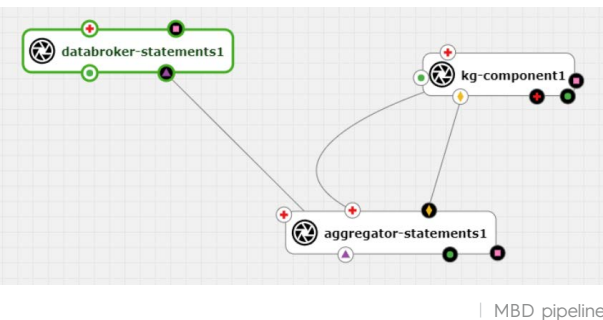 databroker-statements1
kg-component1
aggregator-statements1
MBD pipeline